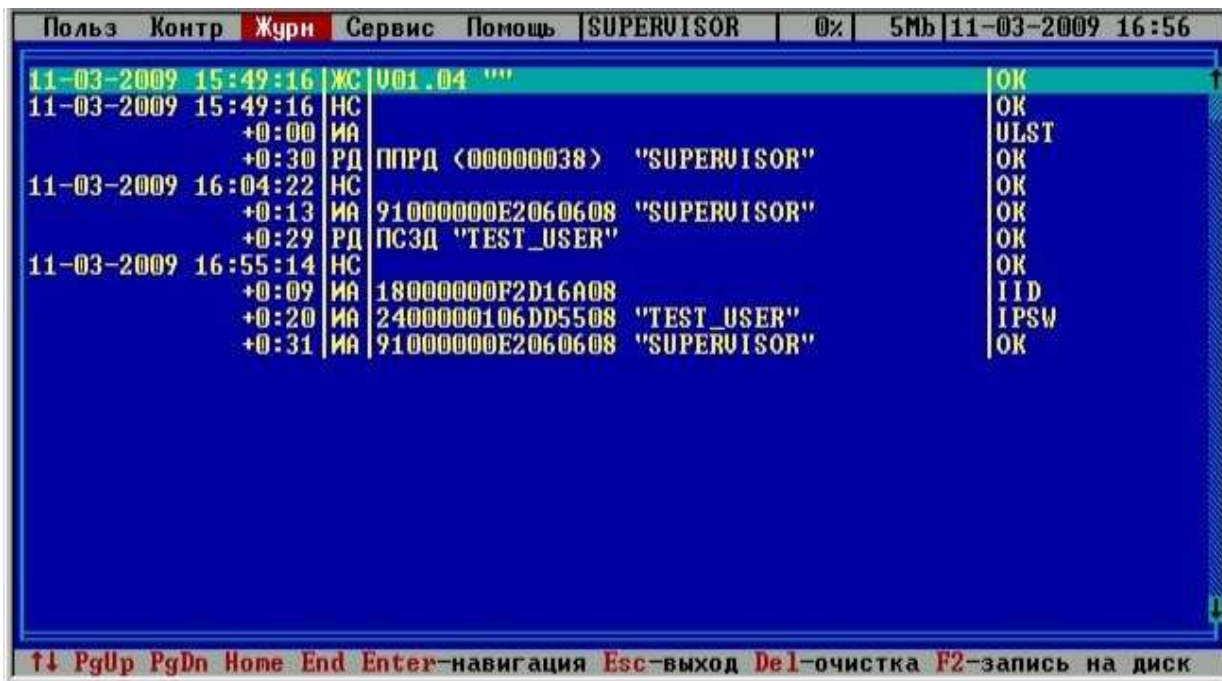 Польз Контр Журн Сервис Помощь |SUPERVISOR | 0% | 5Mb|11-03-2009 16:56
11-03-2009 15:49:16|ЖС|V01.04 "" |OK
11-03-2009 15:49:16|НС| |OK
+0:00|ИА| |ULST
+0:30|РД|ППРД <00000038> "SUPERVISOR" |OK
11-03-2009 16:04:22|НС| |OK
+0:13|ИА|91000000E2060608 "SUPERVISOR" |OK
+0:29|РД|ПСЗД "TEST_USER" |OK
11-03-2009 16:55:14|НС| |OK
+0:09|ИА|18000000F2D16A08 |IID
+0:20|ИА|2400000106DD5508 "TEST_USER" |IPSW
+0:31|ИА|91000000E2060608 "SUPERVISOR" |OK
↑↓ PgUp PgDn Home End Enter-навигация Esc-выход Del-очистка F2-запись на диск